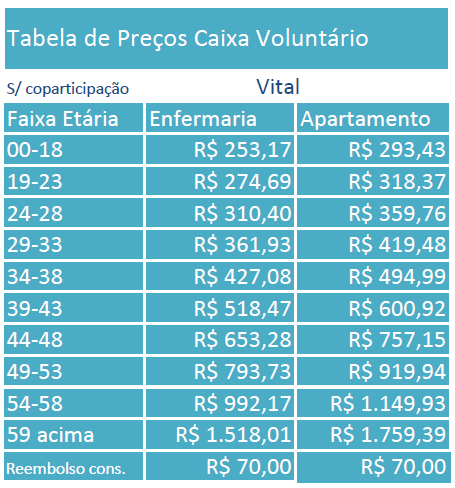 Tabela de Preços Caixa Voluntário
S/ coparticipação Vital
Faixa Etária Enfermaria Apartamento
00-18 R$ 253,17 R$ 293,43
19-23 R$ 274,69 R$ 318,37
24-28 R$ 310,40 R$ 359,76
29-33 R$ 361,93 R$ 419,48
34-38 R$ 427,08 R$ 494,99
39-43 R$ 518,47 R$ 600,92
44-48 R$ 653,28 R$ 757,15
49-53 R$ 793,73 R$ 919,94
54-58 R$ 992,17 R$ 1.149,93
59 acima R$ 1.518,01 R$ 1.759,39
Reembolso cons. R$ 70,00 R$ 70,00